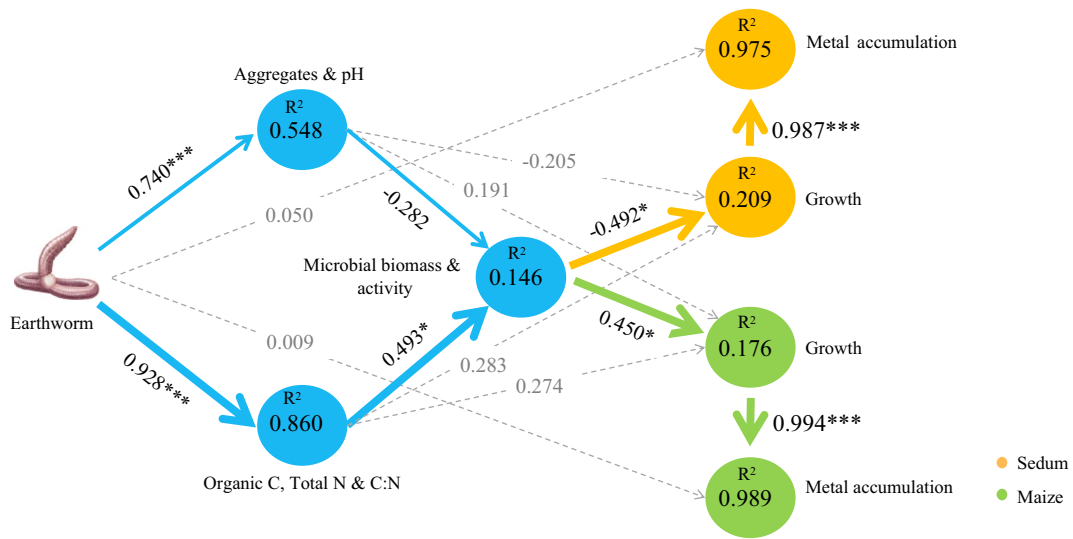 R²
0.975
Metal accumulation
Aggregates & pH
R²
0.548
0.987***
0.740***
-0.205
R²
0.209
Growth
0.191
0.050
-0.282
-0.492*
Microbial biomass &
activity
R²
0.146
Earthworm
0.009
0.493*
0.450*
R²
0.176
Growth
0.928***
0.283
0.274
R²
0.860
0.994***
Organic C, Total N & C:N
R²
0.989
Metal accumulation
Sedum
Maize